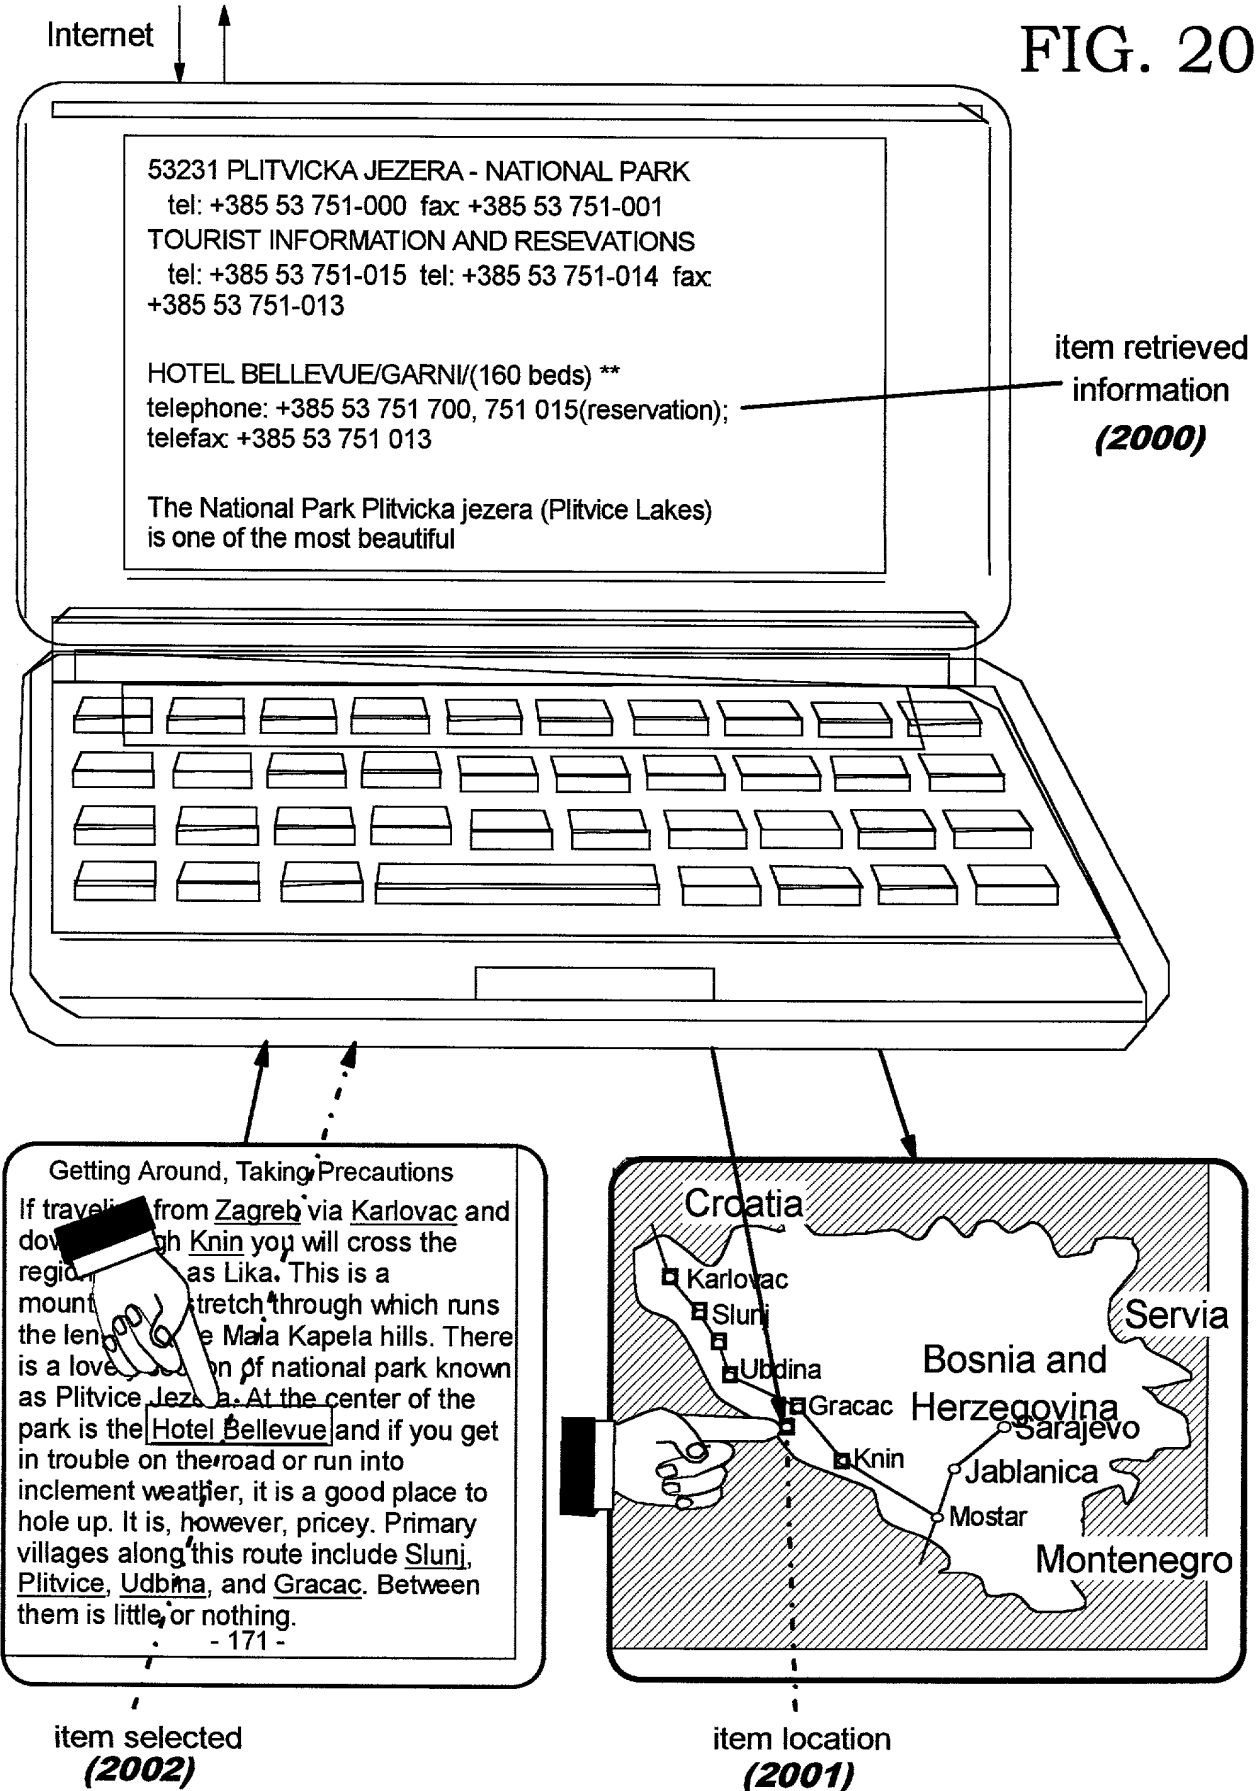 Internet
FIG. 20
53231 PLITVICKA JEZERA - NATIONAL PARK
tel: +385 53 751-000 fax: +385 53 751-001
TOURIST INFORMATION AND RESEVATIONS
tel: +385 53 751-015 tel: +385 53 751-014 fax:
+385 53 751-013
HOTEL BELLEVUE/GARNI/(160 beds) **
telephone: +385 53 751 700, 751 015(reservation);
telefax: +385 53 751 013
The National Park Plitvicka jezera (Plitvice Lakes)
is one of the most beautiful
item retrieved
information
(2000)
Getting Around, Taking Precautions
If from Zagreb via Karlovac and
Knin you will cross the
as Lika. This is a
through which runs
the Mala Kapela hills. There
is a of national park known
as Plitvice Jezera. At the center of the
park is the Hotel Bellevue and if you get
in trouble on the road or run into
inclement weather, it is a good place to
hole up. It is, however, pricey. Primary
villages along this route include Slunj,
Plitvice, Udbina, and Gracac. Between
them is little or nothing.
- 171 -
item selected
(2002)
Croatia
Karlovac
Slunj
Ubdina
Gracac
Knin
Servia
Bosnia and
Herzegovina
Sarajevo
Jablanica
Mostar
Montenegro
item location
(2001)